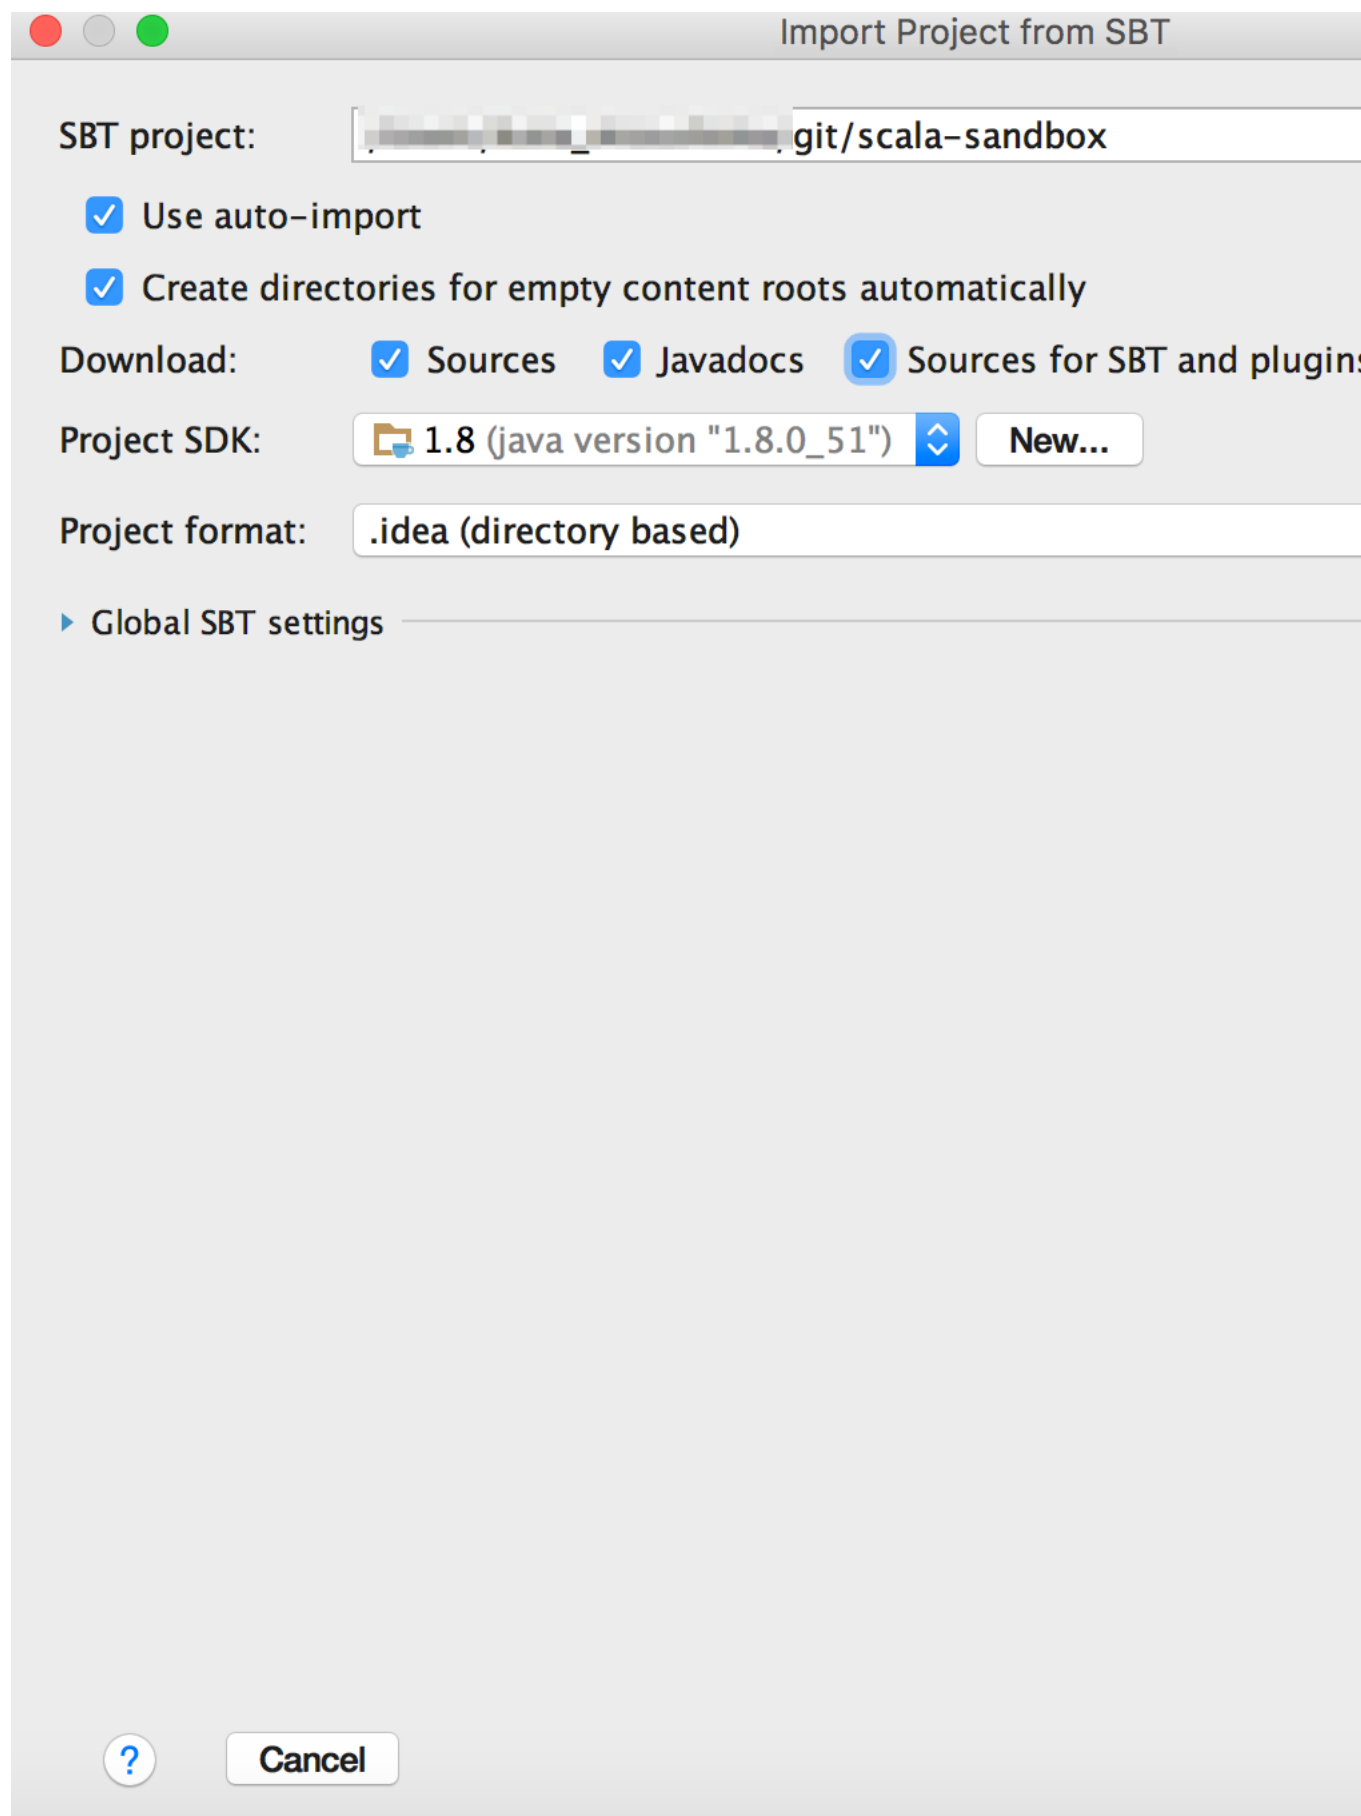 Import Project from SBT
SBT project: git/scala-sandbox
Use auto-import
Create directories for empty content roots automatically
Download: Sources Javadocs Sources for SBT and plugins
Project SDK: 1.8 (java version "1.8.0_51") New...
Project format: .idea (directory based)
Global SBT settings
? Cancel